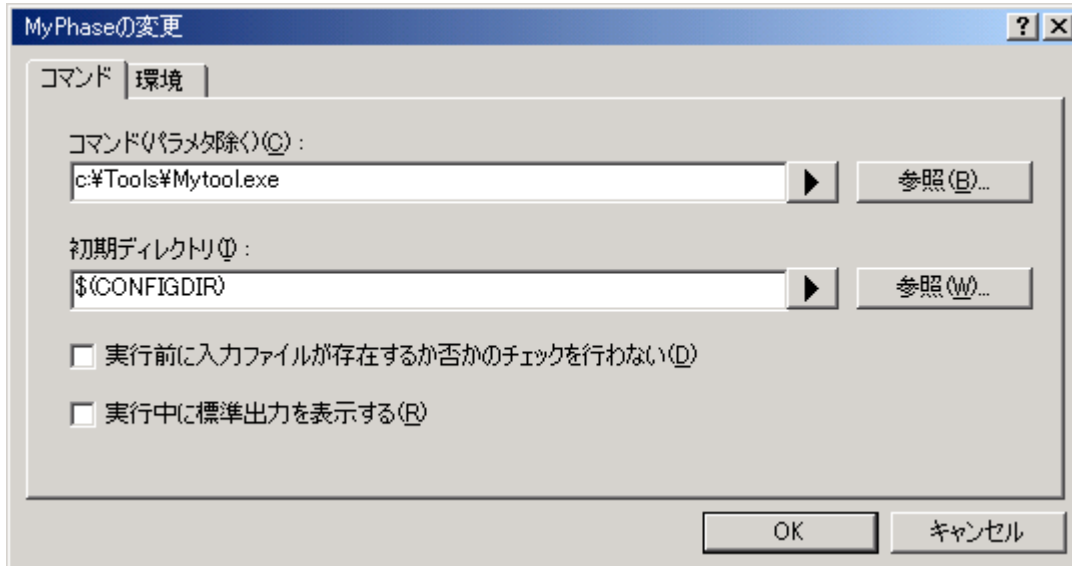 MyPhaseの変更
コマンド 環境
コマンド(パラメタ除く)(C) :
c:¥Tools¥Mytool.exe 参照(B)...
初期ディレクトリ(I) :
$(CONFIGDIR) 参照(W)...
実行前に入力ファイルが存在するか否かのチェックを行わない(D)
実行中に標準出力を表示する(R)
OK キャンセル